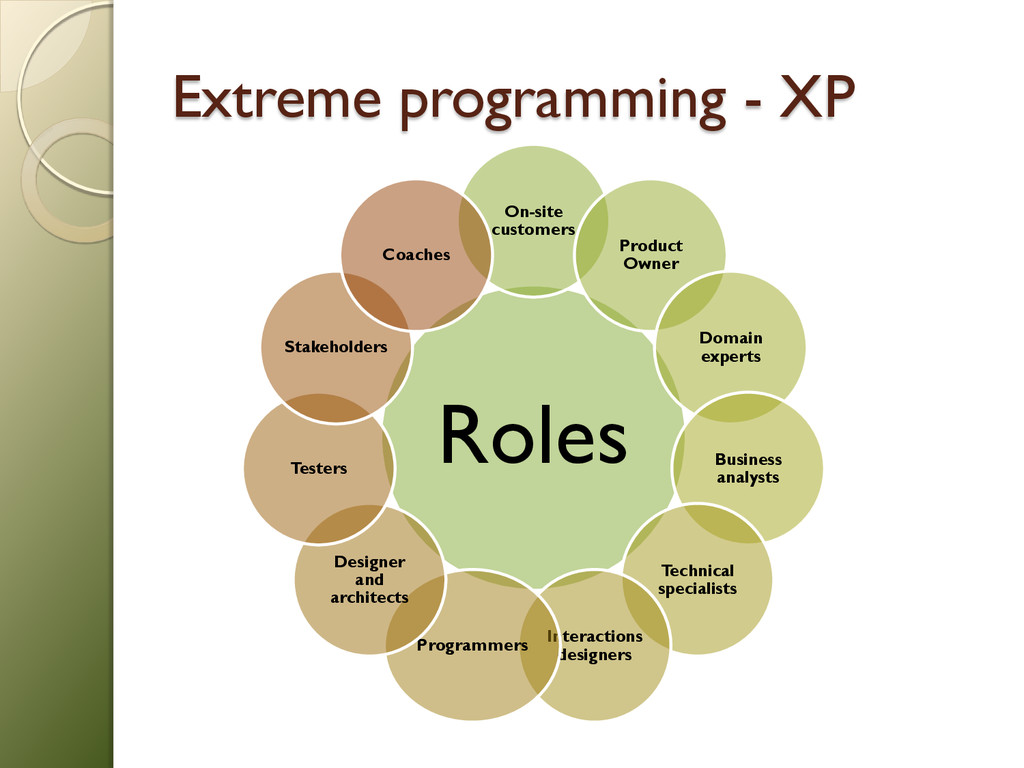 Extreme programming - XP
On-site
customers
Product
Owner
Domain
experts
Business
analysts
Technical
specialists
Interactions
designers
Programmers
Designer
and
architects
Testers
Stakeholders
Coaches
Roles